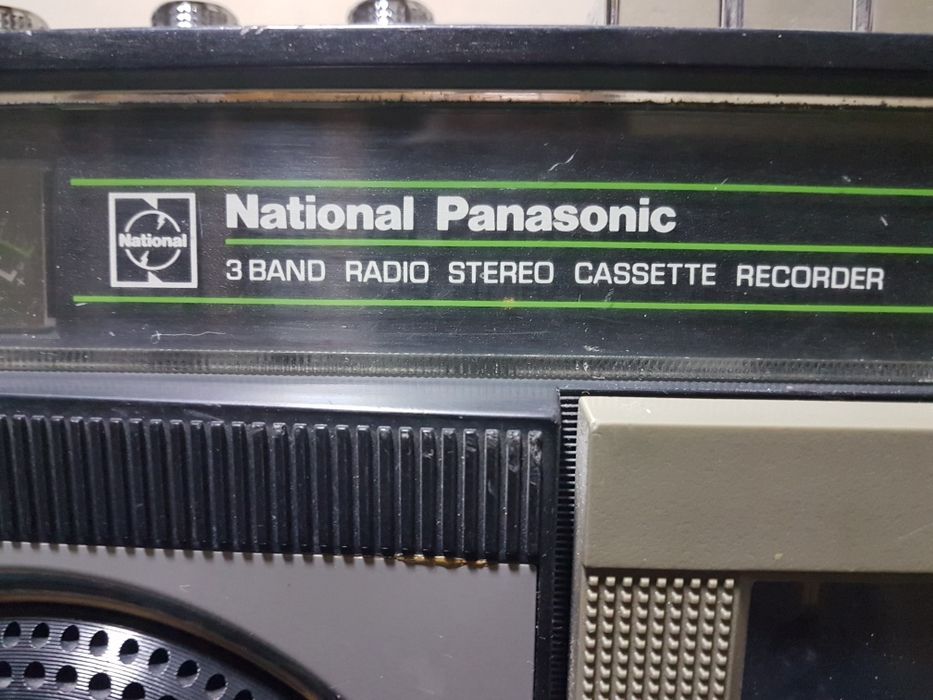 National
National Panasonic
3 BAND RADIO STEREO CASSETTE RECORDER